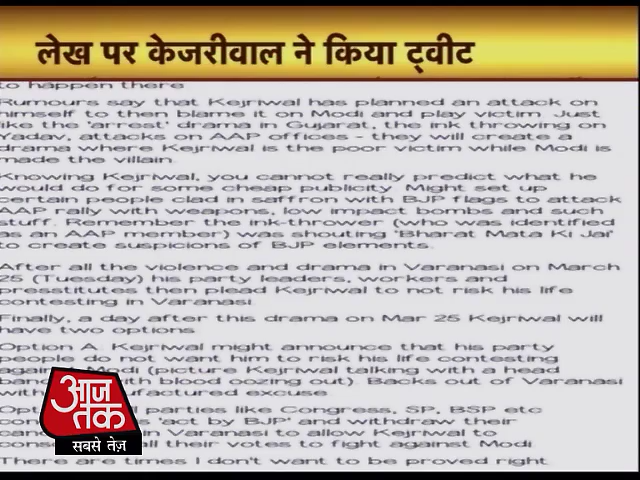 लेख पर केजरीवाल ने किया ट्वीट
to happen there
Rumours say that Kejriwal has planned an attack on
himself to then blame it on Modi and play victim. Just
like the 'arrest' drama in Gujarat, the ink throwing on
Yadav, attacks on AAP offices - they will create a
drama where Kejriwal is the poor victim while Modi is
made the villain.
Knowing Kejriwal, you cannot really predict what he
would do for some cheap publicity. Might set up
certain people clad in saffron with BJP flags to attack
AAP rally with weapons, low impact bombs and such
stuff. Remember the ink-thrower (who was identified
as an AAP member) was shouting 'Bharat Mata Ki Jai'
to create suspicions of BJP elements.
After all the violence and drama in Varanasi on March
25 (Tuesday) his party leaders, workers and
presstitutes then plead Kejriwal to not risk his life
contesting in Varanasi
Finally, a day after this drama on Mar 25 Kejriwal will
have two options
Option A. Kejriwal might announce that his party
people do not want him to risk his life contesting
Modi (picture Kejriwal talking with a head
with blood oozing out). Backs out of
excuse
parties like Congress, SP, BSP etc
'act by BJP' and withdraw their
in Varanasi to allow Kejriwal to
all their votes to fight against Modi
There are times I don't want to be proved right
आज
तक
सबसे तेज़